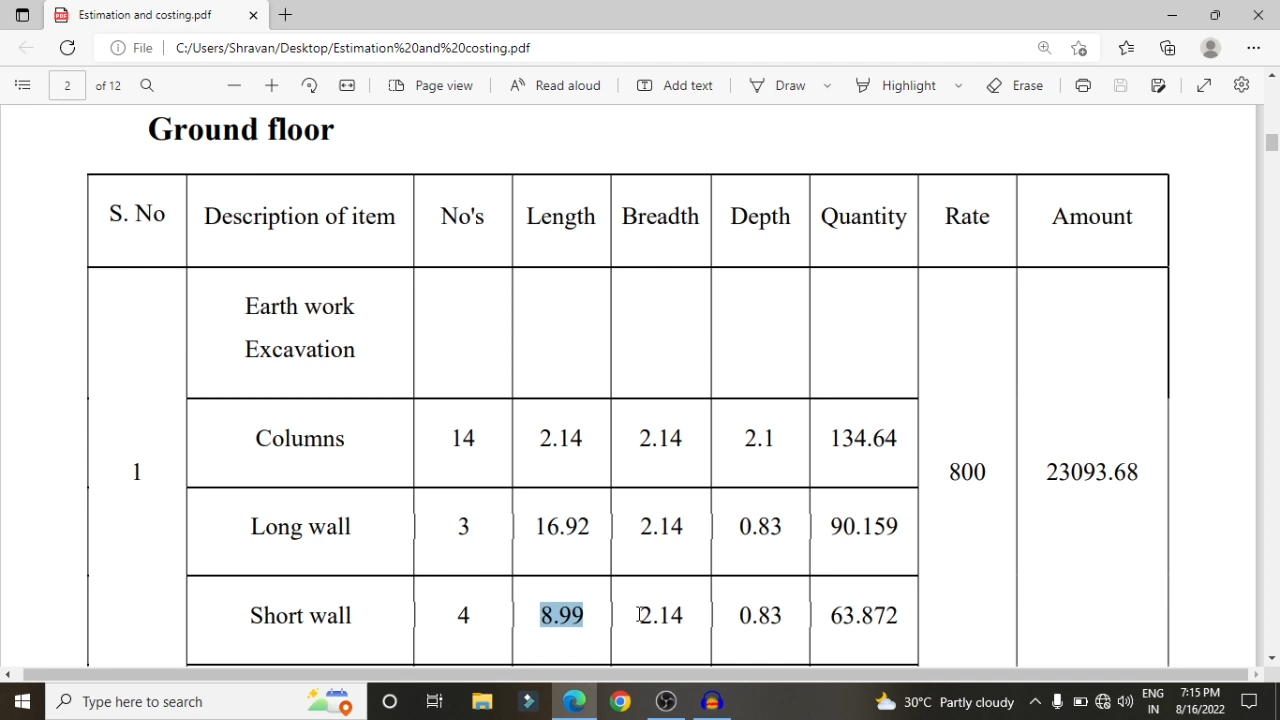 Estimation and costing.pdf
File C:/Users/Shravan/Desktop/Estimation%20and%20costing.pdf
2 of 12 Page view Read aloud Add text Draw Highlight Erase
Ground floor
S. No Description of item No's Length Breadth Depth Quantity Rate Amount
Earth work
Excavation
Columns 14 2.14 2.14 2.1 134.64
1 800 23093.68
Long wall 3 16.92 2.14 0.83 90.159
Short wall 4 8.99 2.14 0.83 63.872
Type here to search 30°C Partly cloudy ENG 7:15 PM
IN 8/16/2022